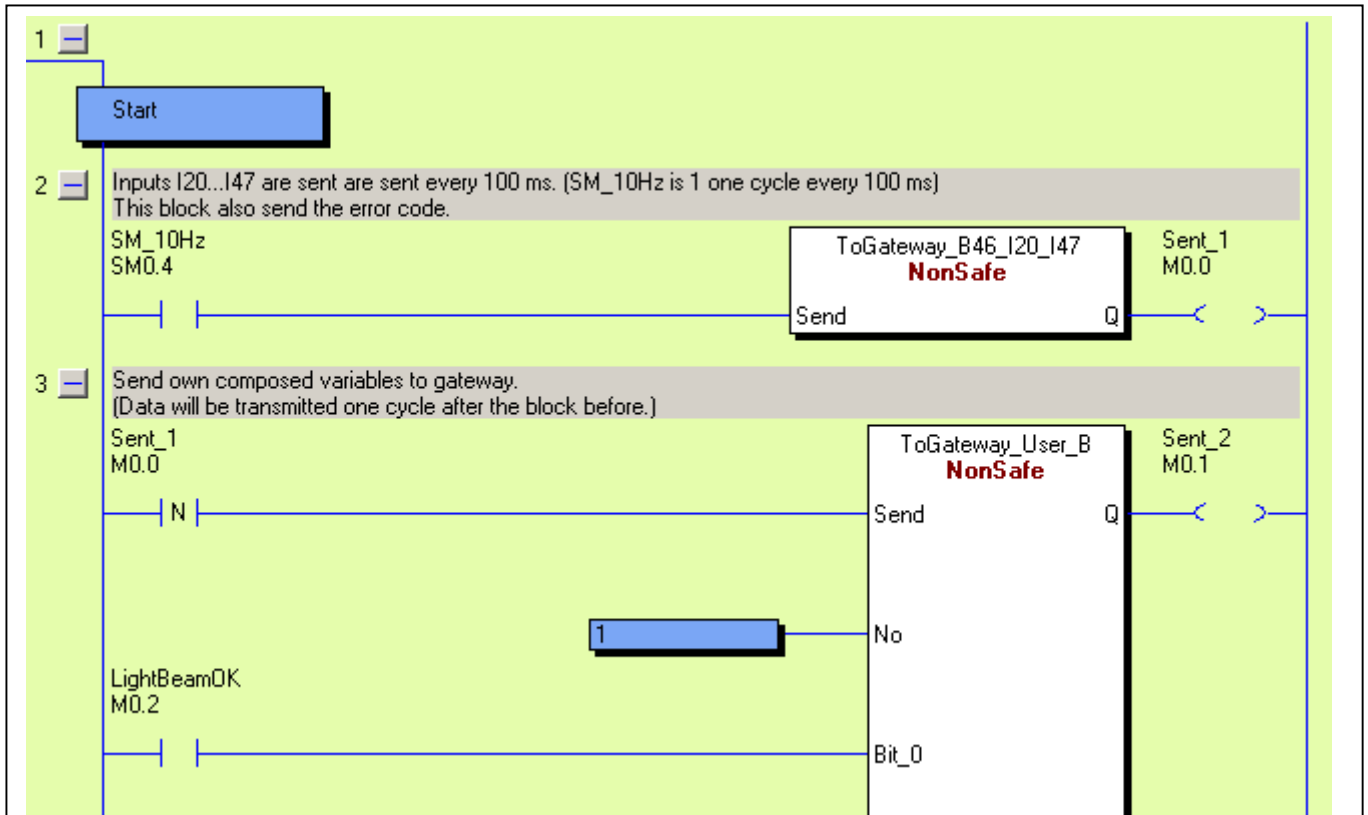 1
Start
2
Inputs I20...I47 are sent are sent every 100 ms. (SM_10Hz is 1 one cycle every 100 ms)
This block also send the error code.
SM_10Hz
SM0.4
ToGateway_B46_I20_I47
NonSafe
Send Q
Sent_1
M0.0
3
Send own composed variables to gateway.
(Data will be transmitted one cycle after the block before.)
Sent_1
M0.0
N
ToGateway_User_B
NonSafe
Send Q
Sent_2
M0.1
1
No
LightBeamOK
M0.2
Bit_0